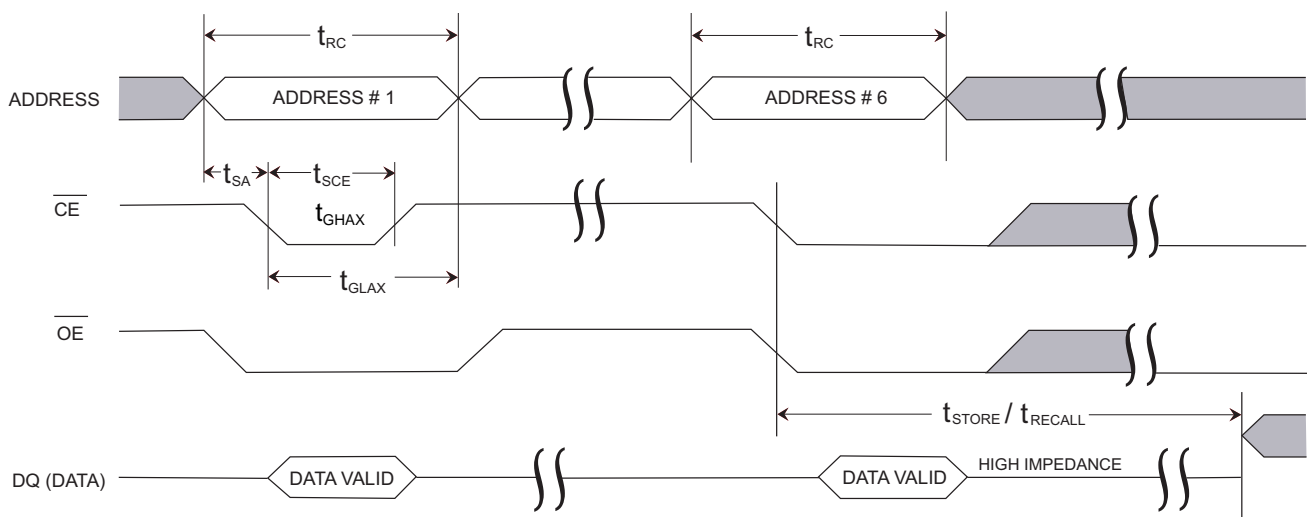 tRC
tRC
ADDRESS
ADDRESS # 1
ADDRESS # 6
tSA
tSCE
CE
tGHAX
tGLAX
OE
tSTORE / tRECALL
DQ (DATA)
DATA VALID
DATA VALID
HIGH IMPEDANCE